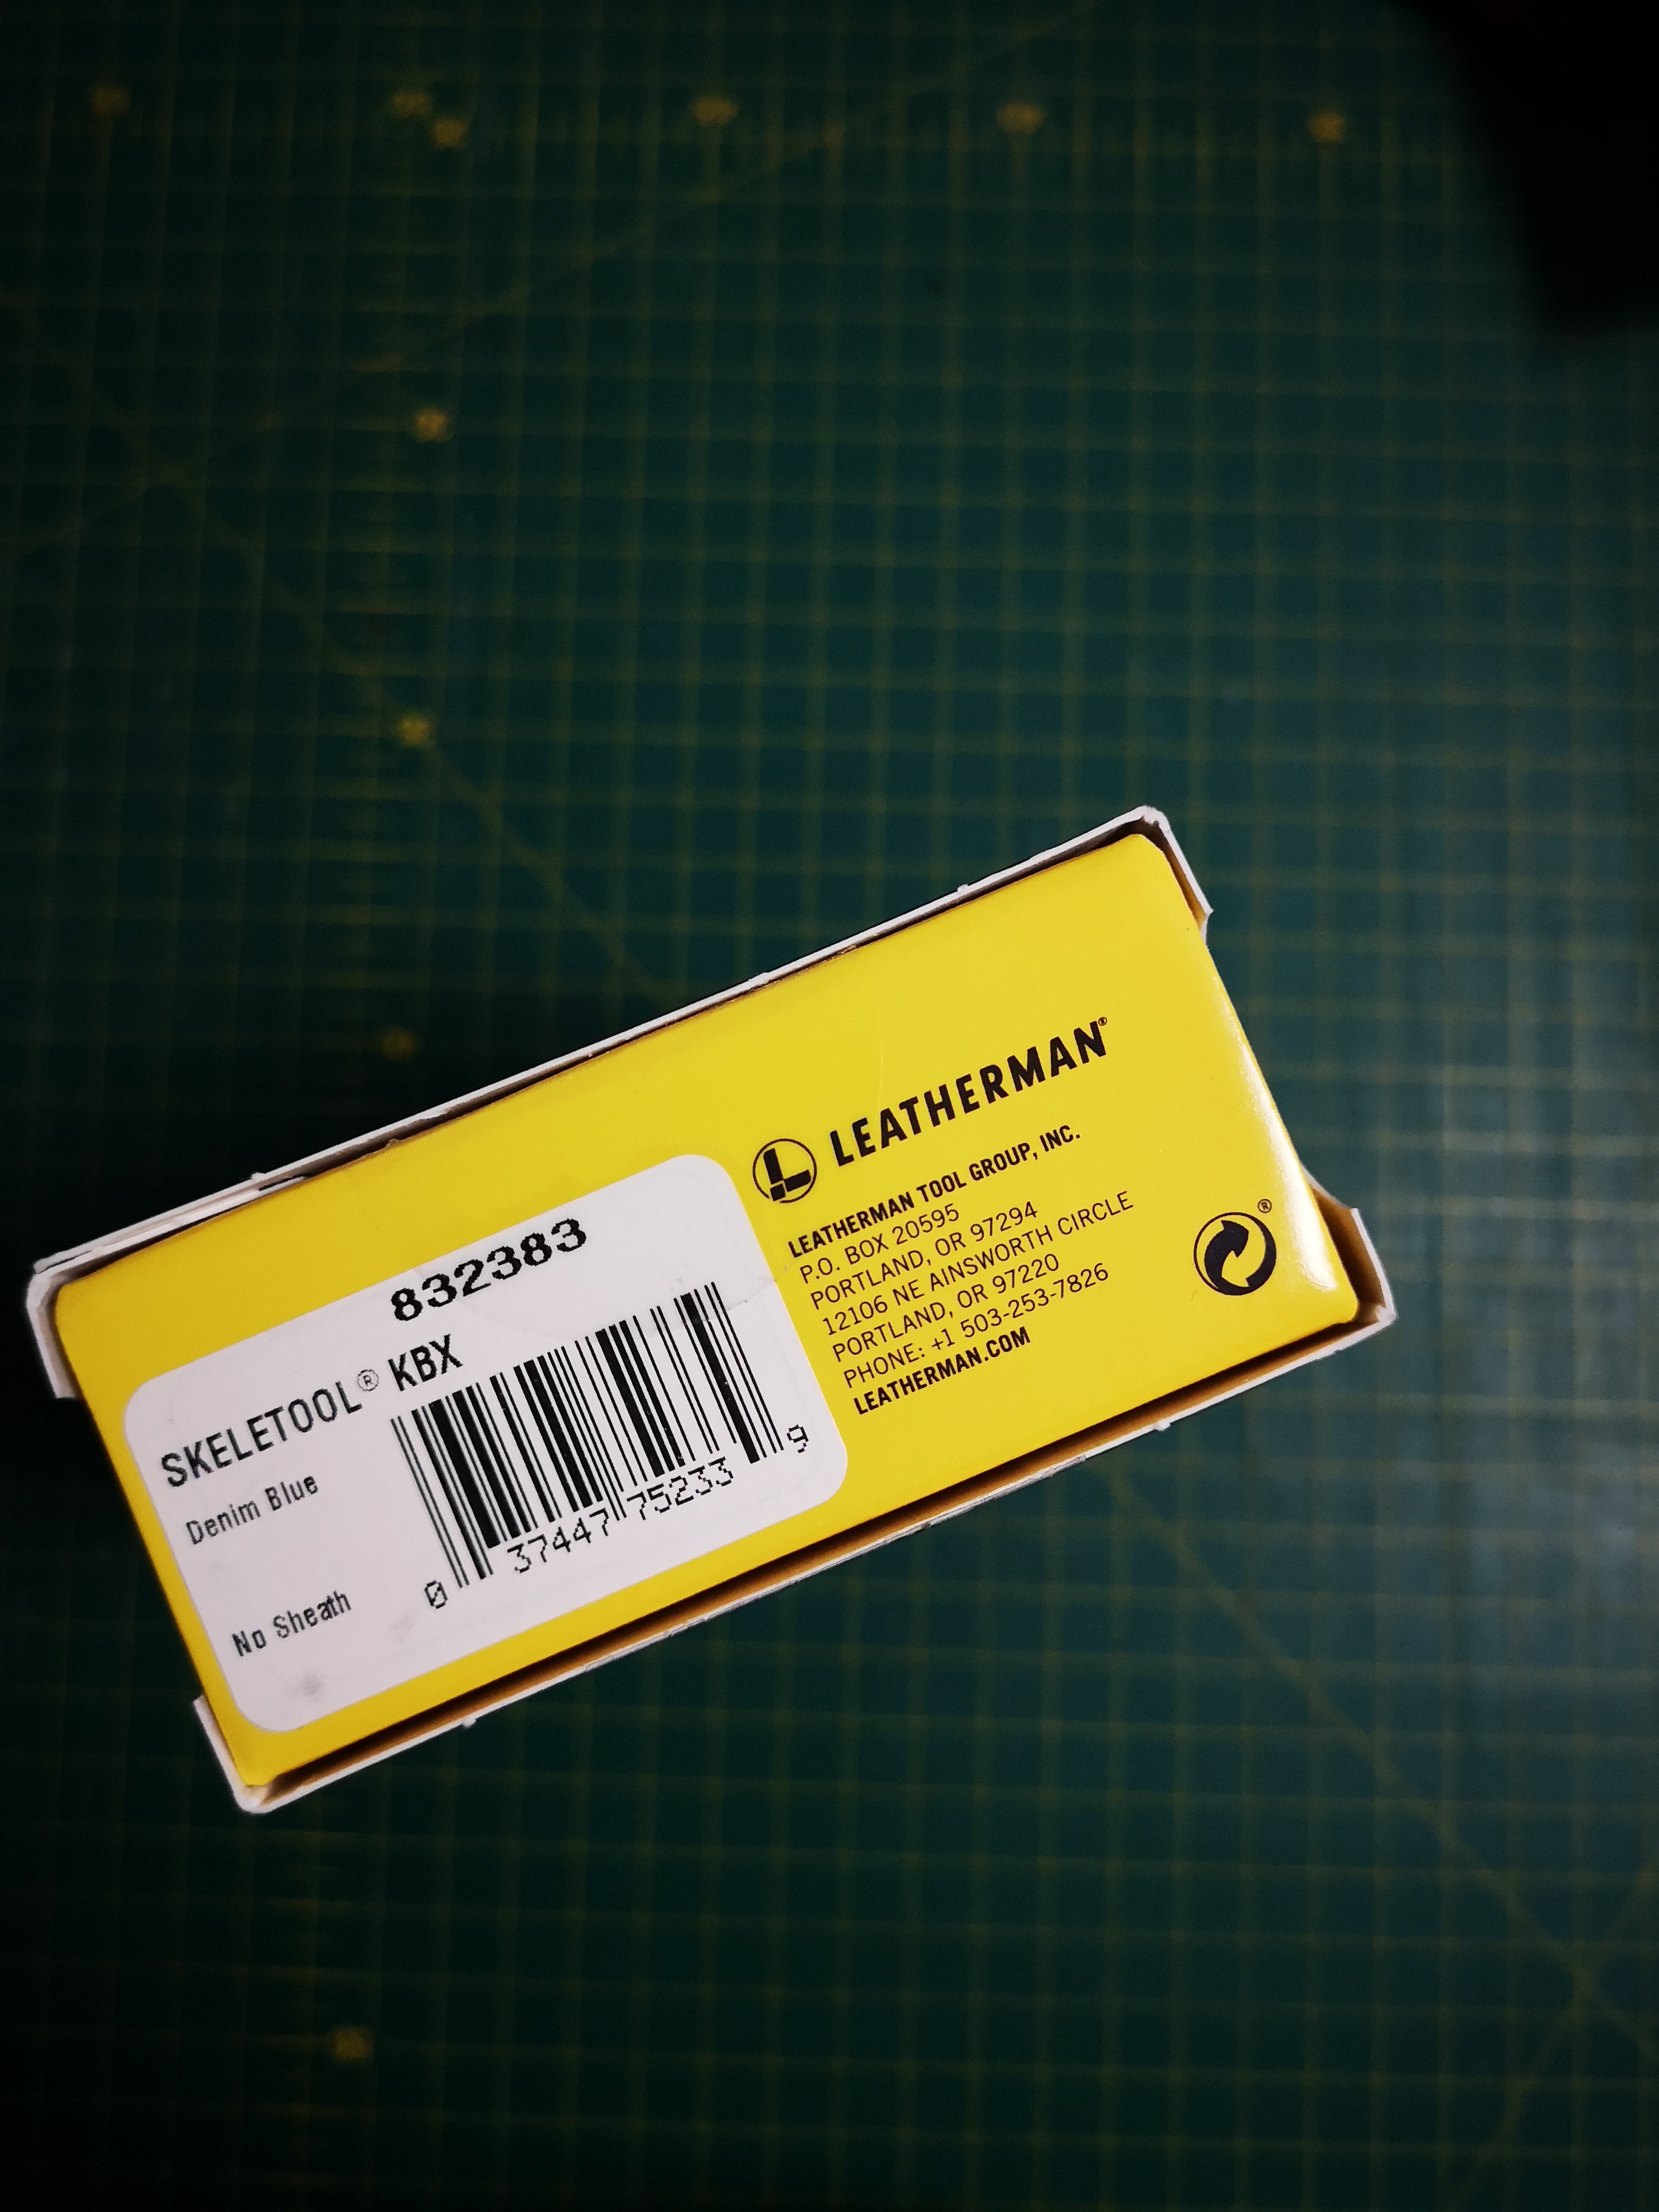 832383
SKELETOOL® KBX
Denim Blue
No Sheath
0 37447 75233 9
LEATHERMAN®
LEATHERMAN TOOL GROUP, INC.
P.O. BOX 20595
PORTLAND, OR 97294
12106 NE AINSWORTH CIRCLE
PORTLAND, OR 97220
PHONE: +1 503-253-7826
LEATHERMAN.COM
®